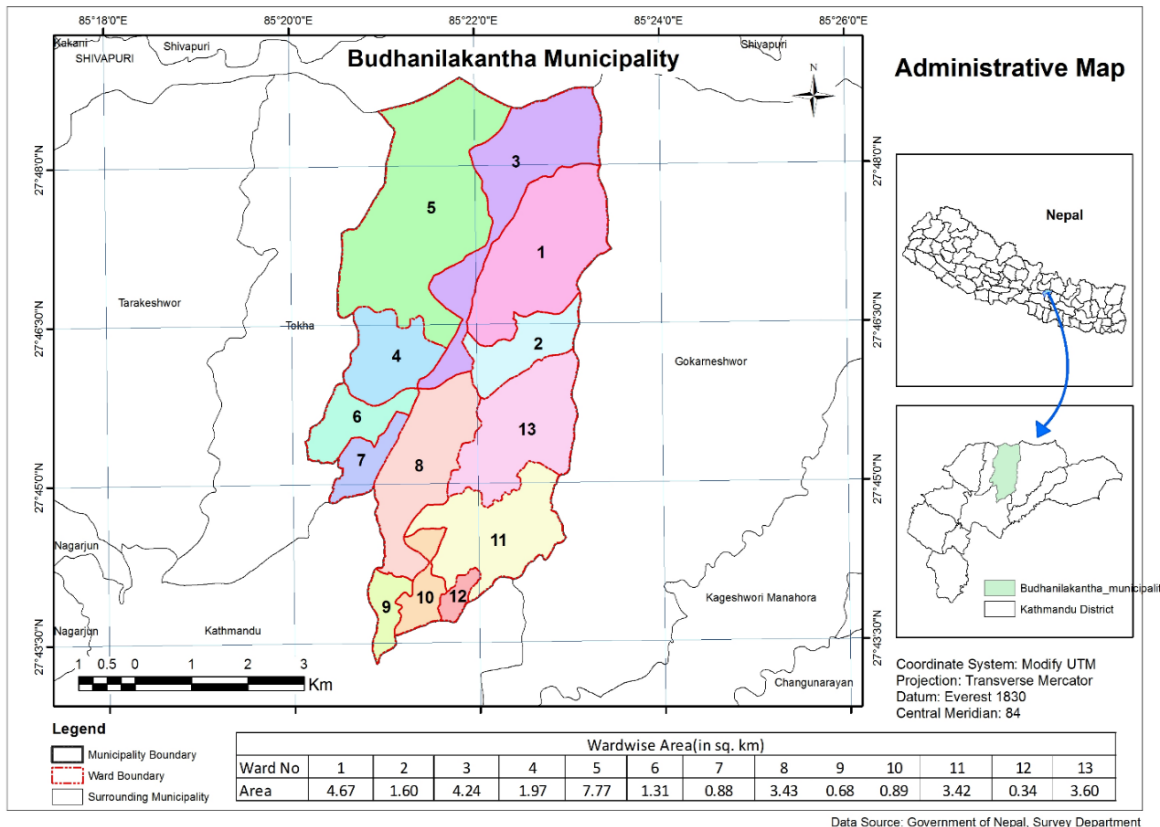 85°18'0"E 85°20'0"E 85°22'0"E 85°24'0"E 85°26'0"E
Kakani
Shivapuri
SHIVAPURI
Shivapuri
Budhanilakantha Municipality
N
27°48'0"N
27°48'0"N
3
5
1
Tarakeshwor
27°46'30"N
27°46'30"N
Tokha
4
2
Gokarneshwor
6
13
7
8
27°45'0"N
27°45'0"N
11
Nagarjun
12
10
9
Kageshwori Manahora
Nagarjun
Kathmandu
27°43'30"N
27°43'30"N
1 0.5 0 1 2 3
Km
Changunarayan
Administrative Map
Nepal
Budhanilakantha_municipalit
Kathmandu District
Coordinate System: Modify UTM
Projection: Transverse Mercator
Datum: Everest 1830
Central Meridian: 84
Legend
Municipality Boundary
Ward Boundary
Surrounding Municipality
Wardwise Area(in sq. km)
Ward No 1 2 3 4 5 6 7 8 9 10 11 12 13
Area 4.67 1.60 4.24 1.97 7.77 1.31 0.88 3.43 0.68 0.89 3.42 0.34 3.60
Data Source: Government of Nepal, Survey Department